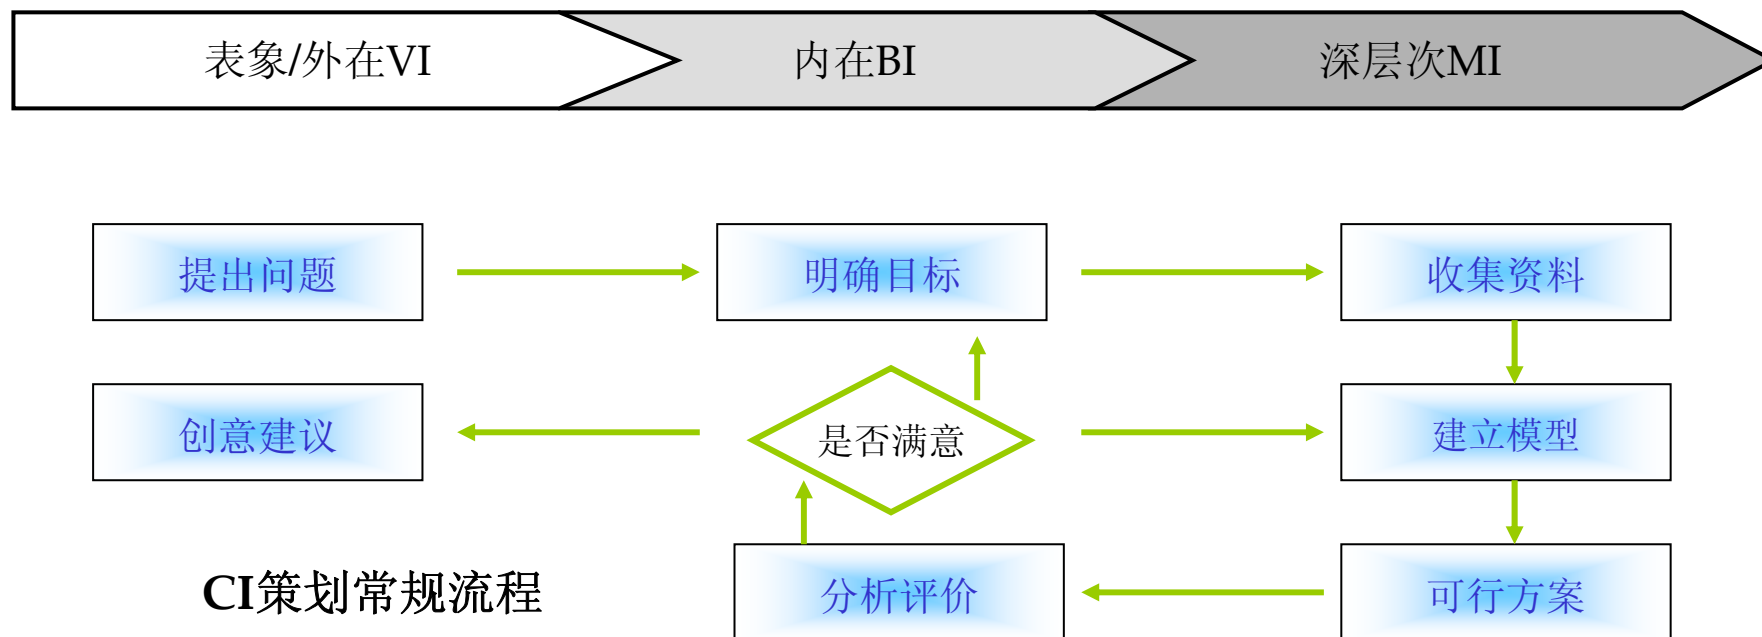 表象/外在VI
内在BI
深层次MI
提出问题
明确目标
收集资料
创意建议
是否满意
建立模型
CI策划常规流程
分析评价
可行方案